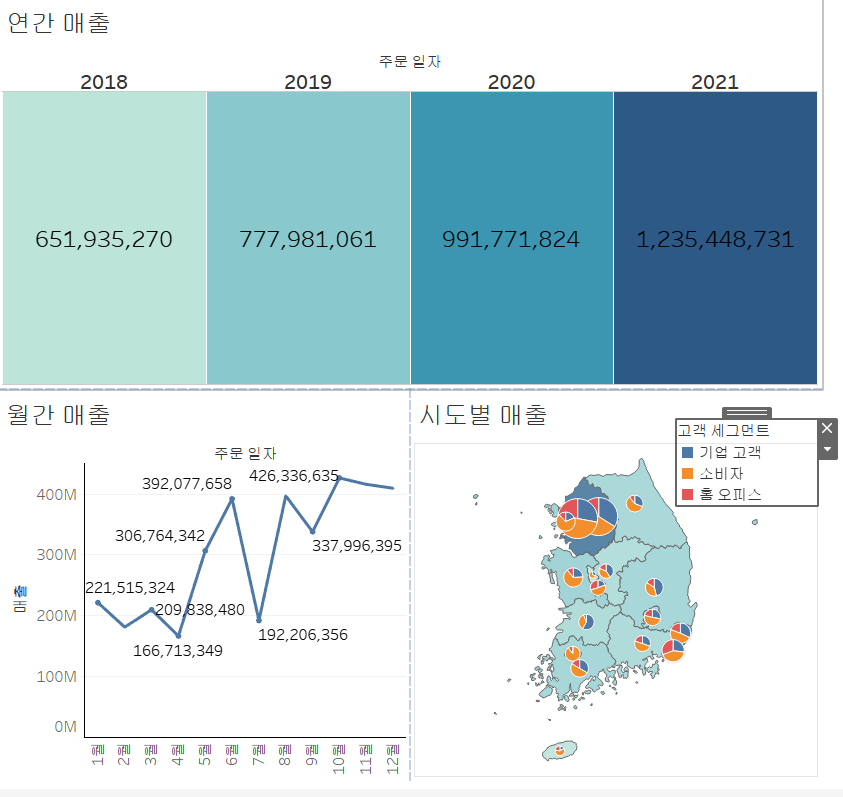 연간 매출
주문 일자
2018 2019 2020 2021
651,935,270 777,981,061 991,771,824 1,235,448,731
월간 매출
주문 일자
매출
400M
300M
200M
100M
0M
221,515,324
209,838,480
166,713,349
306,764,342
392,077,658
192,206,356
426,336,635
337,996,395
1월 2월 3월 4월 5월 6월 7월 8월 9월 10월 11월 12월
시도별 매출
고객 세그먼트
기업 고객
소비자
홈 오피스